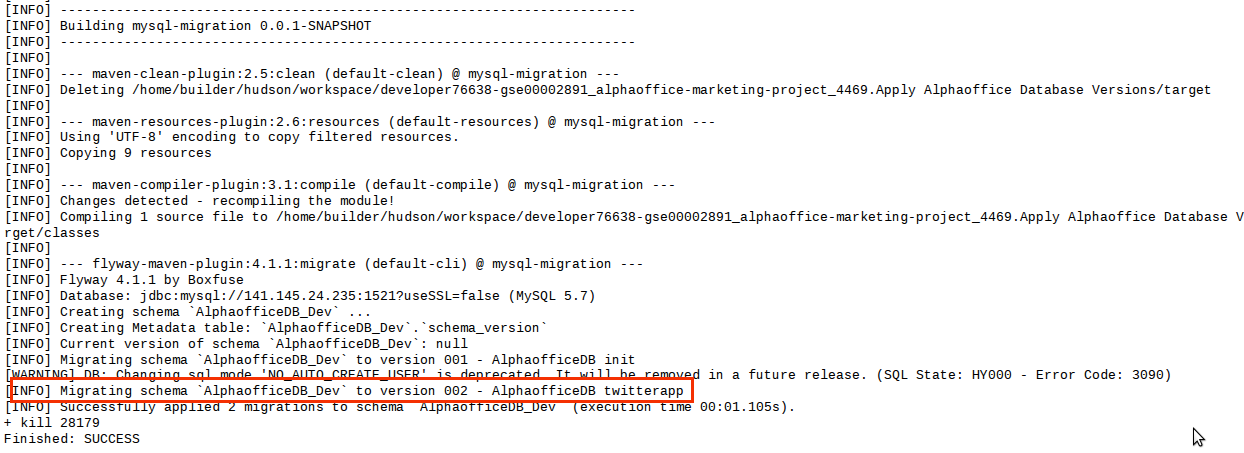 [INFO] ------------------------------------------------------------------------
[INFO] Building mysql-migration 0.0.1-SNAPSHOT
[INFO] ------------------------------------------------------------------------
[INFO]
[INFO] --- maven-clean-plugin:2.5:clean (default-clean) @ mysql-migration ---
[INFO] Deleting /home/builder/hudson/workspace/developer76638-gse00002891_alphaoffice-marketing-project_4469.Apply Alphaoffice Database Versions/target
[INFO]
[INFO] --- maven-resources-plugin:2.6:resources (default-resources) @ mysql-migration ---
[INFO] Using 'UTF-8' encoding to copy filtered resources.
[INFO] Copying 9 resources
[INFO]
[INFO] --- maven-compiler-plugin:3.1:compile (default-compile) @ mysql-migration ---
[INFO] Changes detected - recompiling the module!
[INFO] Compiling 1 source file to /home/builder/hudson/workspace/developer76638-gse00002891_alphaoffice-marketing-project_4469.Apply Alphaoffice Database V
rget/classes
[INFO]
[INFO] --- flyway-maven-plugin:4.1.1:migrate (default-cli) @ mysql-migration ---
[INFO] Flyway 4.1.1 by Boxfuse
[INFO] Database: jdbc:mysql://141.145.24.235:1521?useSSL=false (MySQL 5.7)
[INFO] Creating schema `AlphaofficeDB_Dev` ...
[INFO] Creating Metadata table: `AlphaofficeDB_Dev`.`schema_version`
[INFO] Current version of schema `AlphaofficeDB_Dev`: null
[INFO] Migrating schema `AlphaofficeDB_Dev` to version 001 - AlphaofficeDB init
[WARNING] DB: Changing sql mode 'NO_AUTO_CREATE_USER' is deprecated. It will be removed in a future release. (SQL State: HY000 - Error Code: 3090)
[INFO] Migrating schema `AlphaofficeDB_Dev` to version 002 - AlphaofficeDB twitterapp
[INFO] Successfully applied 2 migrations to schema `AlphaofficeDB_Dev` (execution time 00:01.105s).
+ kill 28179
Finished: SUCCESS